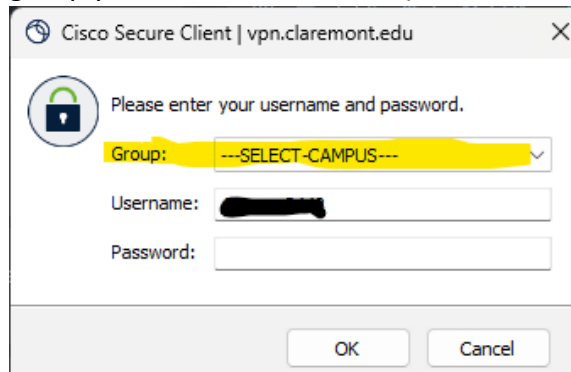 Cisco Secure Client | vpn.claremont.edu
Please enter your username and password.
Group: ---SELECT-CAMPUS---
Username:
Password:
OK Cancel